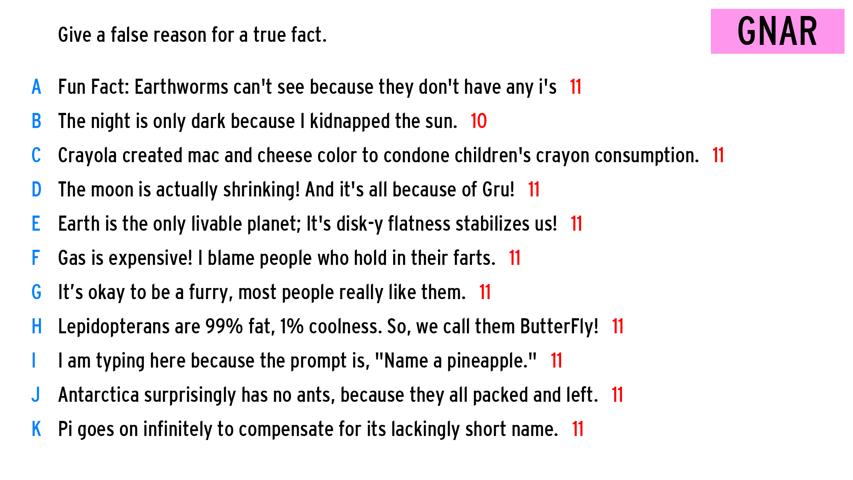 Give a false reason for a true fact.
GNAR
A Fun Fact: Earthworms can't see because they don't have any i's 11
B The night is only dark because I kidnapped the sun. 10
C Crayola created mac and cheese color to condone children's crayon consumption. 11
D The moon is actually shrinking! And it's all because of Gru! 11
E Earth is the only livable planet; It's disk-y flatness stabilizes us! 11
F Gas is expensive! I blame people who hold in their farts. 11
G It’s okay to be a furry, most people really like them. 11
H Lepidopterans are 99% fat, 1% coolness. So, we call them ButterFly! 11
I I am typing here because the prompt is, "Name a pineapple." 11
J Antarctica surprisingly has no ants, because they all packed and left. 11
K Pi goes on infinitely to compensate for its lackingly short name. 11